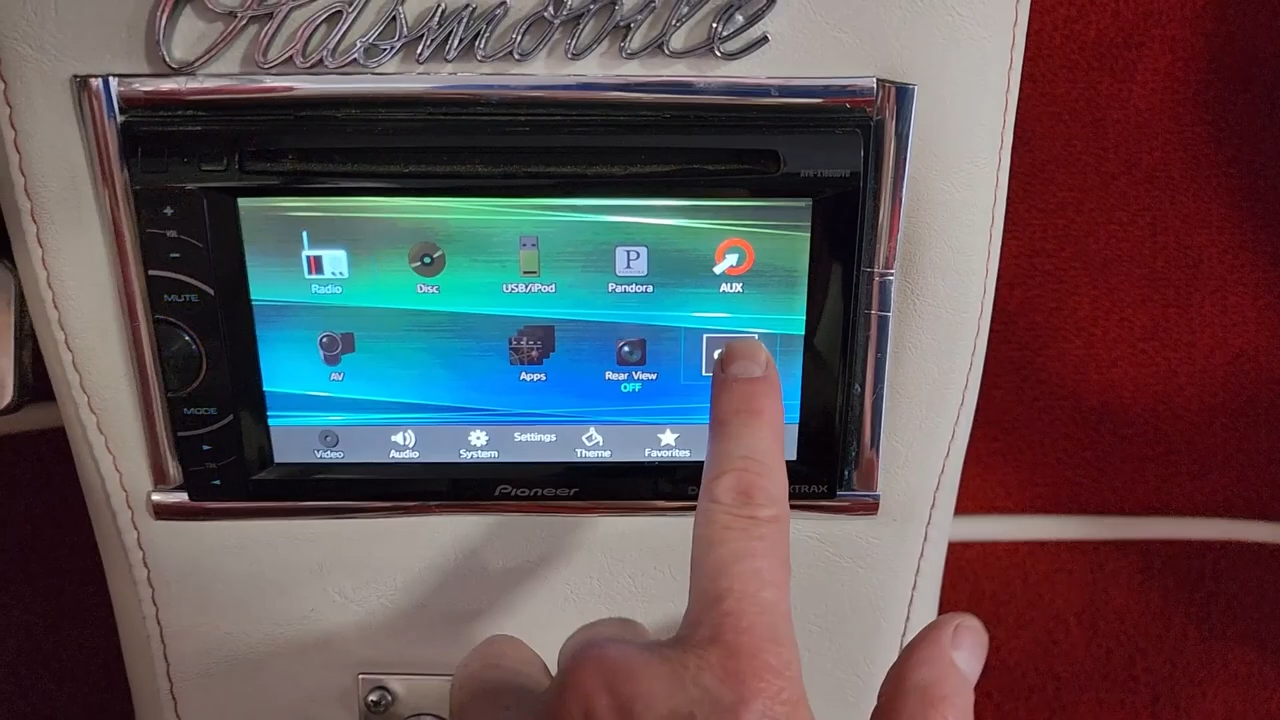 Oldsmobile
VOL
MUTE
MODE
Radio
Disc
USB/iPod
P
PANDORA
Pandora
AUX
AV
Apps
Rear View
OFF
Video
Audio
System
Settings
Theme
Favorites
Pioneer